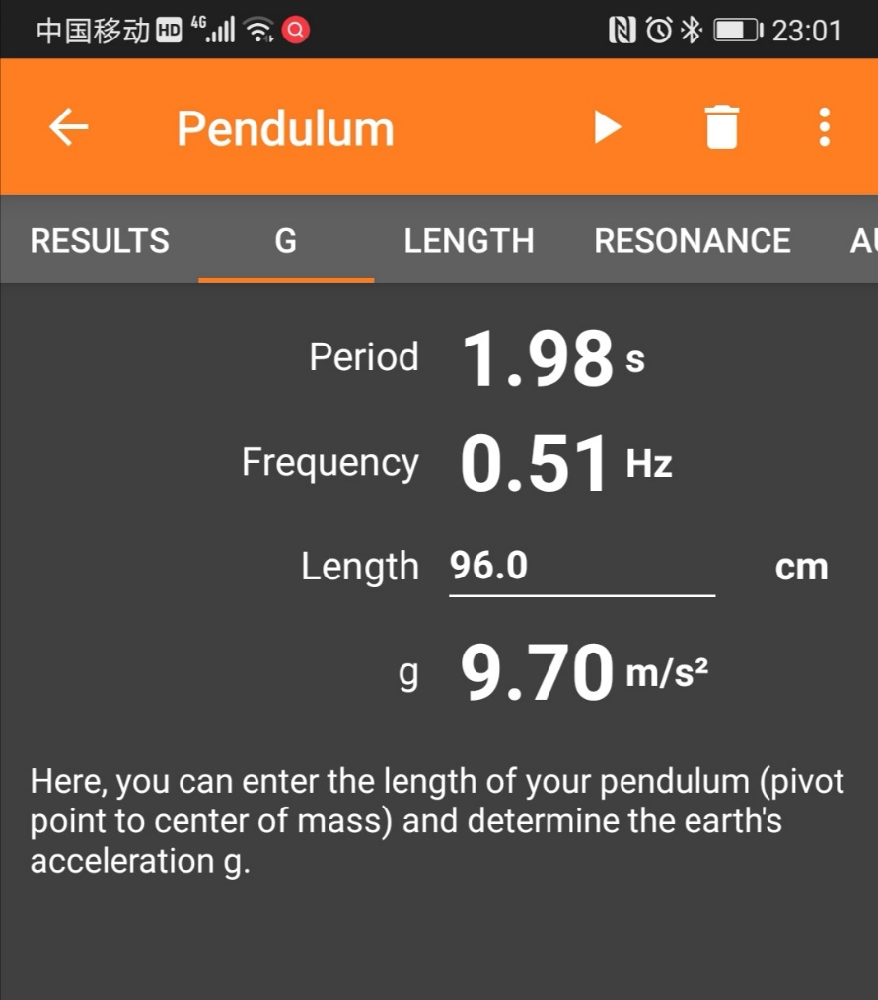 中国移动 HD 4G 23:01
Pendulum
RESULTS G LENGTH RESONANCE AU
Period 1.98 s
Frequency 0.51 Hz
Length 96.0 cm
g 9.70 m/s²
Here, you can enter the length of your pendulum (pivot
point to center of mass) and determine the earth's
acceleration g.